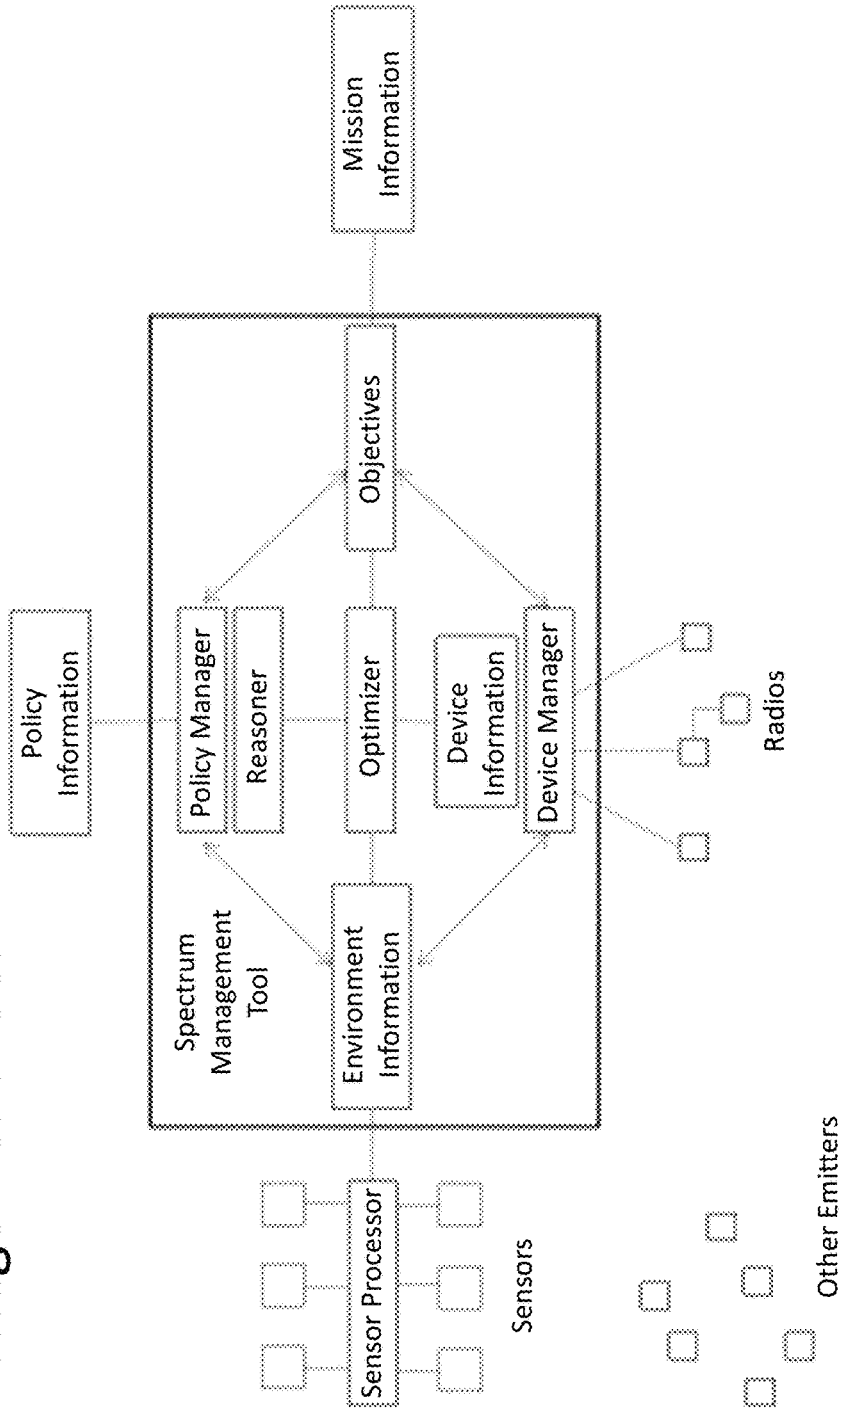 Policy
Information
Spectrum
Management
Tool
Policy Manager
Reasoner
Sensor Processor
Environment
Information
Optimizer
Objectives
Mission
Information
Device
Information
Device Manager
Sensors
Radios
Other Emitters